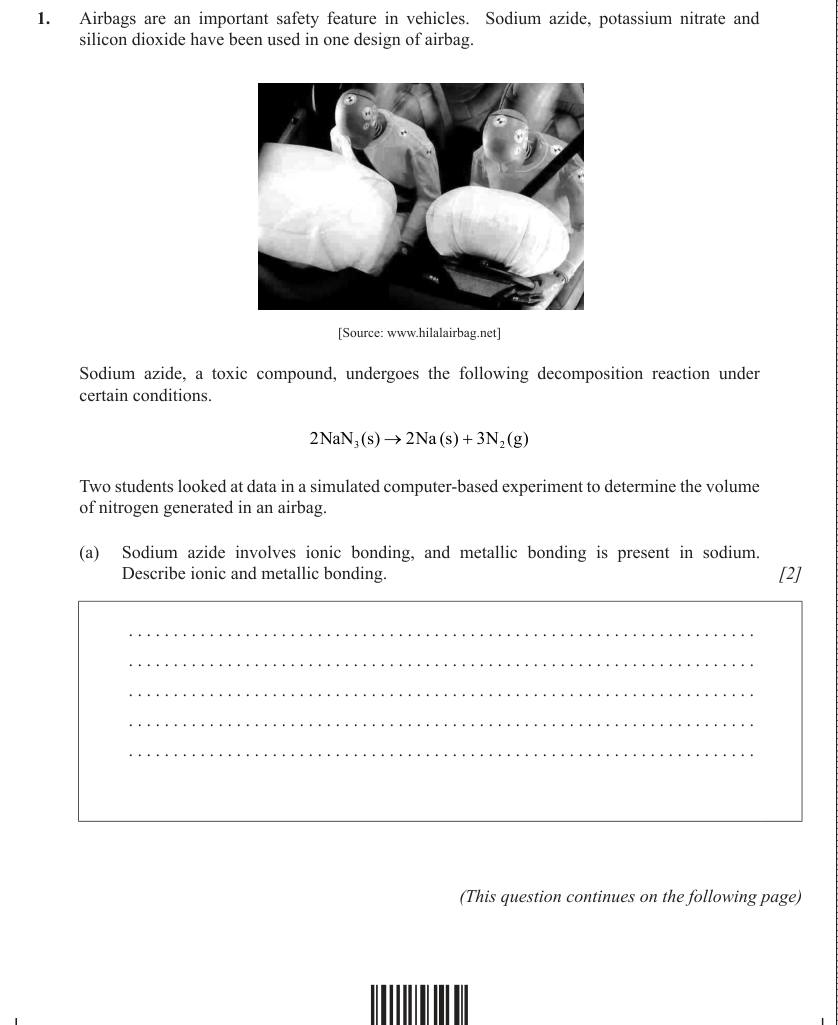 1. Airbags are an important safety feature in vehicles. Sodium azide, potassium nitrate and
silicon dioxide have been used in one design of airbag.
[Source: www.hilalairbag.net]
Sodium azide, a toxic compound, undergoes the following decomposition reaction under
certain conditions.
2NaN₃(s) → 2Na(s) + 3N₂(g)
Two students looked at data in a simulated computer-based experiment to determine the volume
of nitrogen generated in an airbag.
(a) Sodium azide involves ionic bonding, and metallic bonding is present in sodium.
Describe ionic and metallic bonding. [2]
(This question continues on the following page)